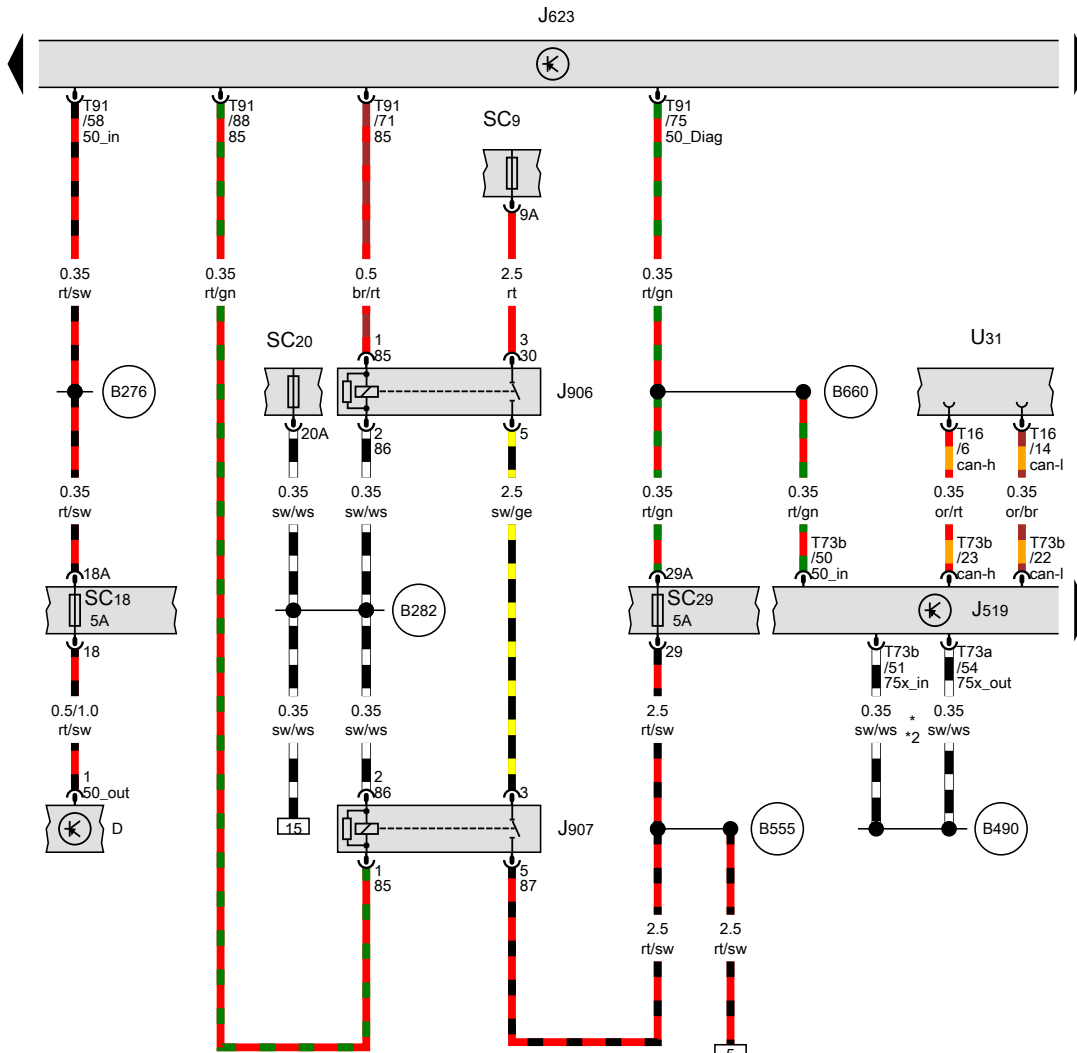 J623
T91
/58
50_in
T91
/88
85
T91
/71
85
SC9
9A
T91
/75
50_Diag
0.35
rt/sw
0.35
rt/gn
0.5
br/rt
2.5
rt
0.35
rt/gn
B276
SC20
20A
1
85
3
30
J906
2
86
5
B660
U31
T16
/6
can-h
T16
/14
can-l
0.35
rt/sw
0.35
sw/ws
0.35
sw/ws
2.5
sw/ge
0.35
rt/gn
0.35
rt/gn
0.35
or/rt
0.35
or/br
18A
SC18
5A
18
B282
29A
SC29
5A
29
T73b
/50
50_in
T73b
/23
can-h
T73b
/22
can-l
J519
T73b
/51
75x_in
T73a
/54
75x_out
0.5/1.0
rt/sw
0.35
sw/ws
0.35
sw/ws
2.5
rt/sw
0.35
sw/ws
*
*2
0.35
sw/ws
1
50_out
D
15
2
86
3
J907
1
85
5
87
B555
B490
2.5
rt/sw
2.5
rt/sw
5